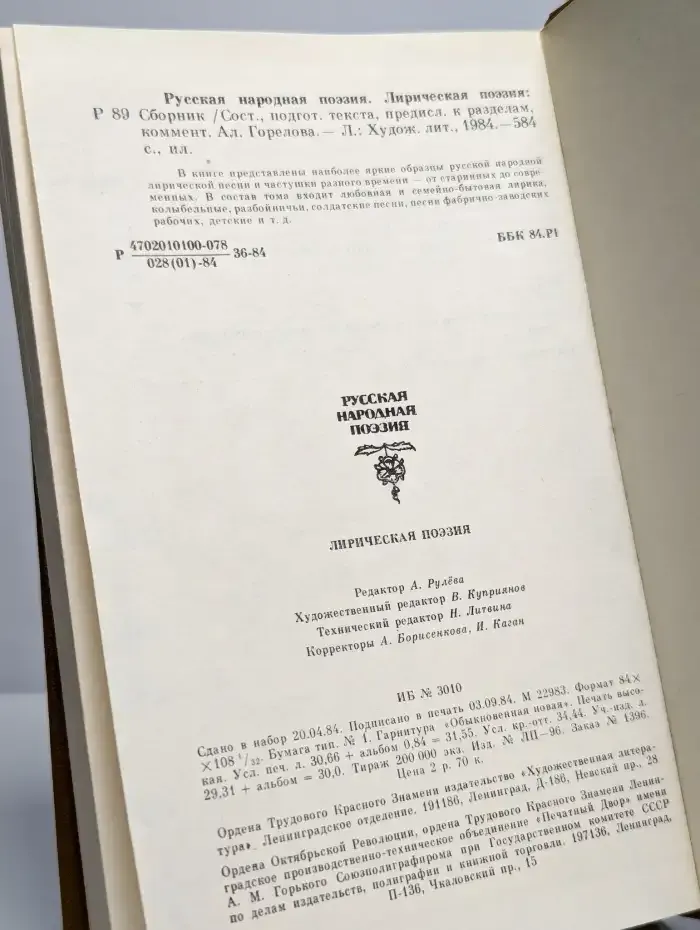 Русская народная поэзия. Лирическая поэзия:
Р 89 Сборник /Сост., подгот. текста, предисл. к разделам,
коммент. Ал. Горелова.— Л.: Худож. лит., 1984.—584
с., ил.
В книге представлены наиболее яркие образцы русской народной
лирической песни и частушки разного времени — от старинных до совре-
менных. В состав тома входит любовная и семейно-бытовая лирика,
колыбельные, разбойничьи, солдатские песни, песни фабрично-заводских
рабочих, детские и т. д.
Р 4702010100-078 36-84
028(01)-84
ББК 84.Р1
РУССКАЯ
НАРОДНАЯ
ПОЭЗИЯ
ЛИРИЧЕСКАЯ ПОЭЗИЯ
Редактор А. Рулёва
Художественный редактор В. Куприянов
Технический редактор Н. Литвина
Корректоры А. Борисенкова, И. Каган
ИБ № 3010
Сдано в набор 20.04.84. Подписано в печать 03.09.84. М 22983. Формат 84×
×108 1/32. Бумага тип. № 1. Гарнитура «Обыкновенная новая». Печать высо-
кая. Усл. печ. л. 30,66 + альбом 0,84 = 31,55. Усл. кр.-отт. 34,44. Уч.-изд. л.
29,31 + альбом = 30,0. Тираж 200 000 экз. Изд. № ЛП—96. Заказ № 1396.
Цена 2 р. 70 к.
Ордена Трудового Красного Знамени издательство «Художественная литера-
тура». Ленинградское отделение. 191186, Ленинград, Д-186, Невский пр., 28
Ордена Октябрьской Революции, ордена Трудового Красного Знамени Ленин-
градское производственно-техническое объединение «Печатный Двор» имени
А. М. Горького Союзполиграфпрома при Государственном комитете СССР
по делам издательств, полиграфии и книжной торговли. 197136, Ленинград,
П-136, Чкаловский пр., 15